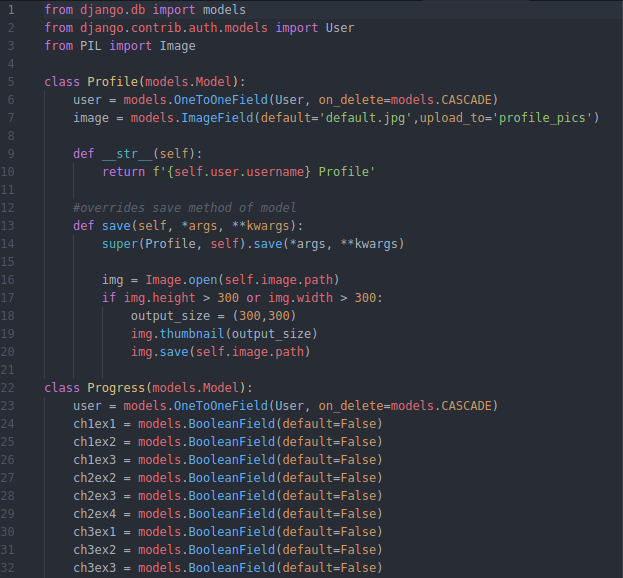 1 from django.db import models
2 from django.contrib.auth.models import User
3 from PIL import Image
4
5 class Profile(models.Model):
6     user = models.OneToOneField(User, on_delete=models.CASCADE)
7     image = models.ImageField(default='default.jpg',upload_to='profile_pics')
8
9     def __str__(self):
10         return f'{self.user.username} Profile'
11
12     #overrides save method of model
13     def save(self, *args, **kwargs):
14         super(Profile, self).save(*args, **kwargs)
15
16         img = Image.open(self.image.path)
17         if img.height > 300 or img.width > 300:
18             output_size = (300,300)
19             img.thumbnail(output_size)
20             img.save(self.image.path)
21
22 class Progress(models.Model):
23     user = models.OneToOneField(User, on_delete=models.CASCADE)
24     ch1ex1 = models.BooleanField(default=False)
25     ch1ex2 = models.BooleanField(default=False)
26     ch1ex3 = models.BooleanField(default=False)
27     ch2ex2 = models.BooleanField(default=False)
28     ch2ex3 = models.BooleanField(default=False)
29     ch2ex4 = models.BooleanField(default=False)
30     ch3ex1 = models.BooleanField(default=False)
31     ch3ex2 = models.BooleanField(default=False)
32     ch3ex3 = models.BooleanField(default=False)